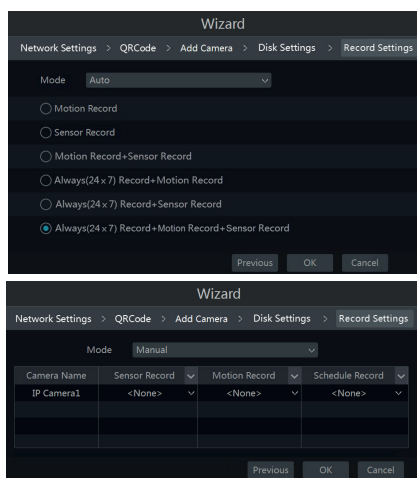 Wizard
Network Settings > QRCode > Add Camera > Disk Settings > Record Settings
Mode Auto
Motion Record
Sensor Record
Motion Record+Sensor Record
Always(24×7) Record+Motion Record
Always(24×7) Record+Sensor Record
Always(24×7) Record+Motion Record+Sensor Record
Previous OK Cancel
Wizard
Network Settings > QRCode > Add Camera > Disk Settings > Record Settings
Mode Manual
Camera Name Sensor Record Motion Record Schedule Record
IP Camera1 <None> <None> <None>
Previous OK Cancel